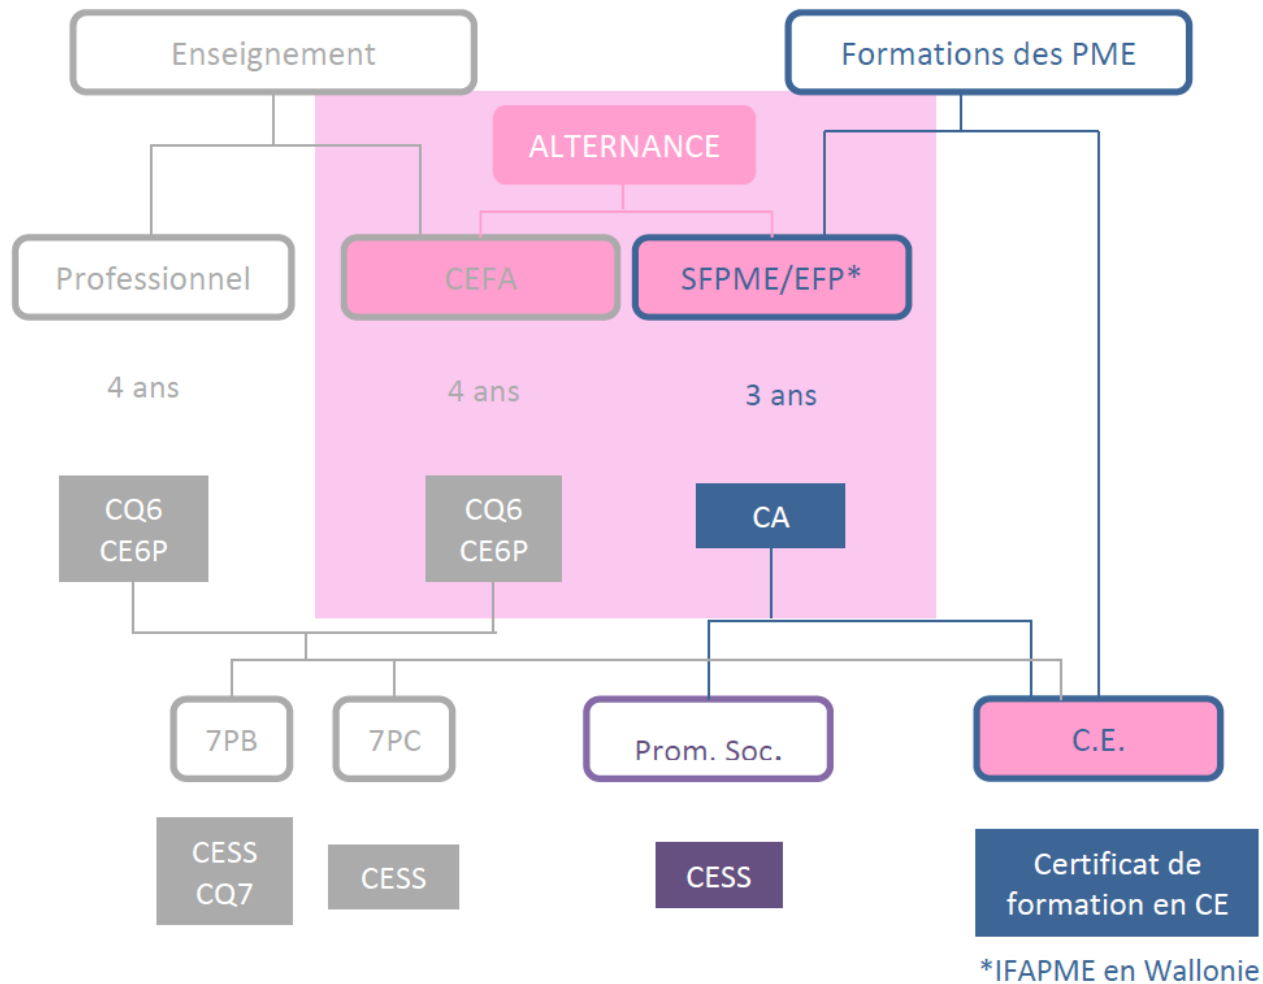 Enseignement
Formations des PME
ALTERNANCE
Professionnel
CEFA
SFPME/EFP*
4 ans
4 ans
3 ans
CQ6
CE6P
CQ6
CE6P
CA
7PB
7PC
Prom. Soc.
C.E.
CESS
CQ7
CESS
CESS
Certificat de
formation en CE
*IFAPME en Wallonie